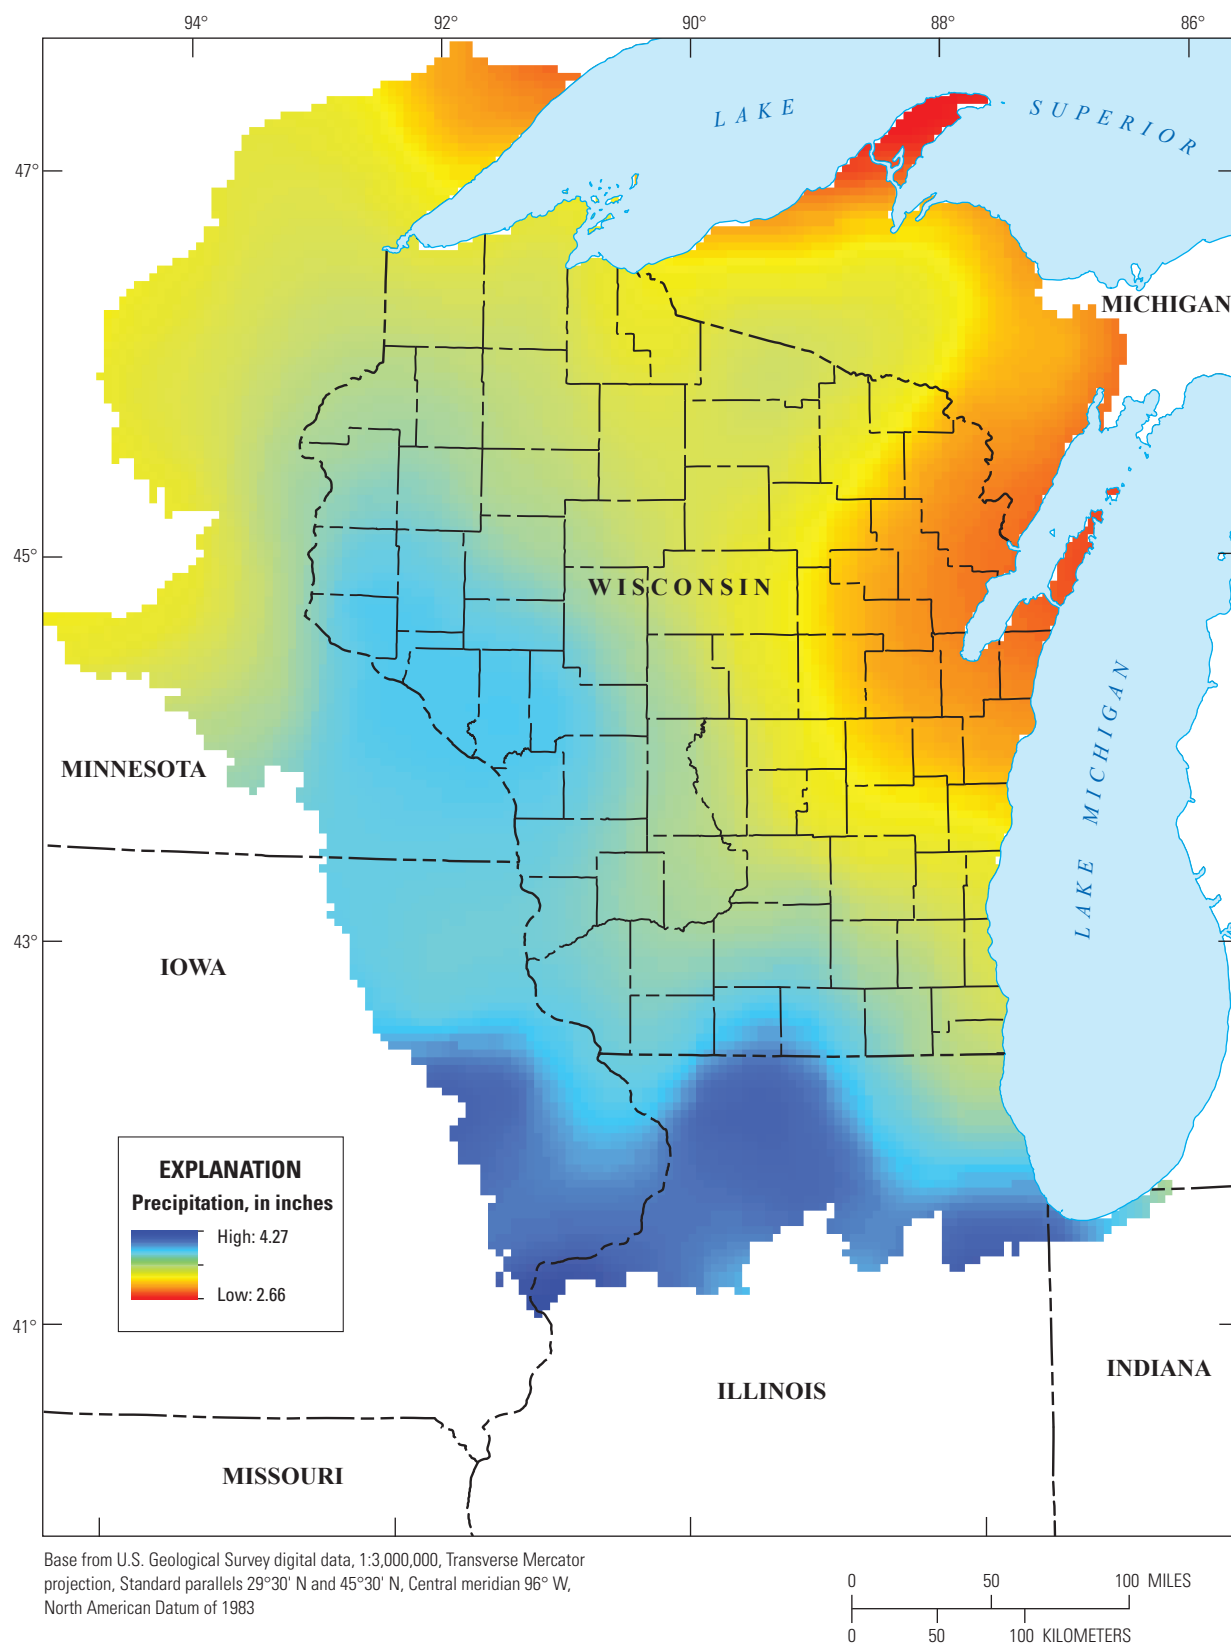 94°
92°
90°
88°
86°
LAKE SUPERIOR
47°
MICHIGAN
45°
WISCONSIN
LAKE MICHIGAN
MINNESOTA
43°
IOWA
EXPLANATION
Precipitation, in inches
High: 4.27
Low: 2.66
41°
INDIANA
ILLINOIS
MISSOURI
Base from U.S. Geological Survey digital data, 1:3,000,000, Transverse Mercator
projection, Standard parallels 29°30' N and 45°30' N, Central meridian 96° W,
North American Datum of 1983
0 50 100 MILES
0 50 100 KILOMETERS